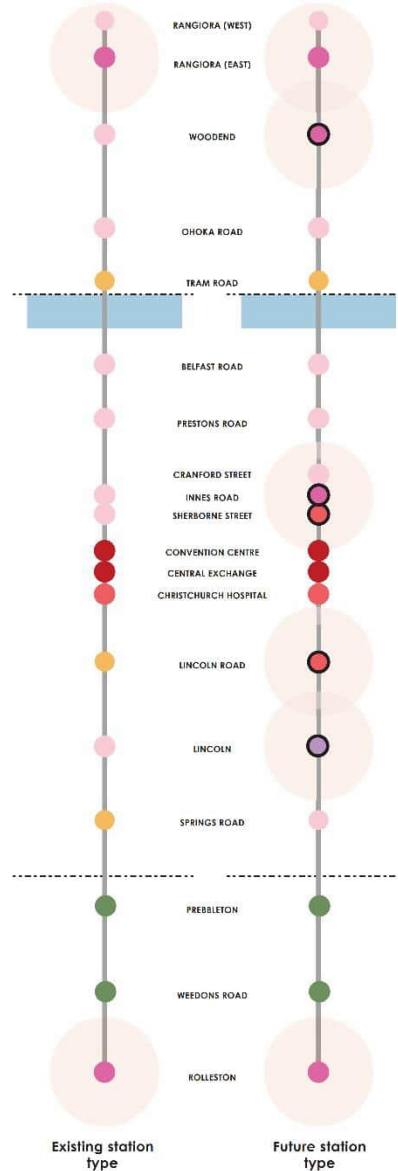 RANGIORA (WEST)
RANGIORA (EAST)
WOODEND
OHOKA ROAD
TRAM ROAD
BELFAST ROAD
PRESTONS ROAD
CRANFORD STREET
INNES ROAD
SHERBORNE STREET
CONVENTION CENTRE
CENTRAL EXCHANGE
CHRISTCHURCH HOSPITAL
LINCOLN ROAD
LINCOLN
SPRINGS ROAD
PREBBLETON
WEEDONS ROAD
ROLLESTON
Existing station
type
Future station
type